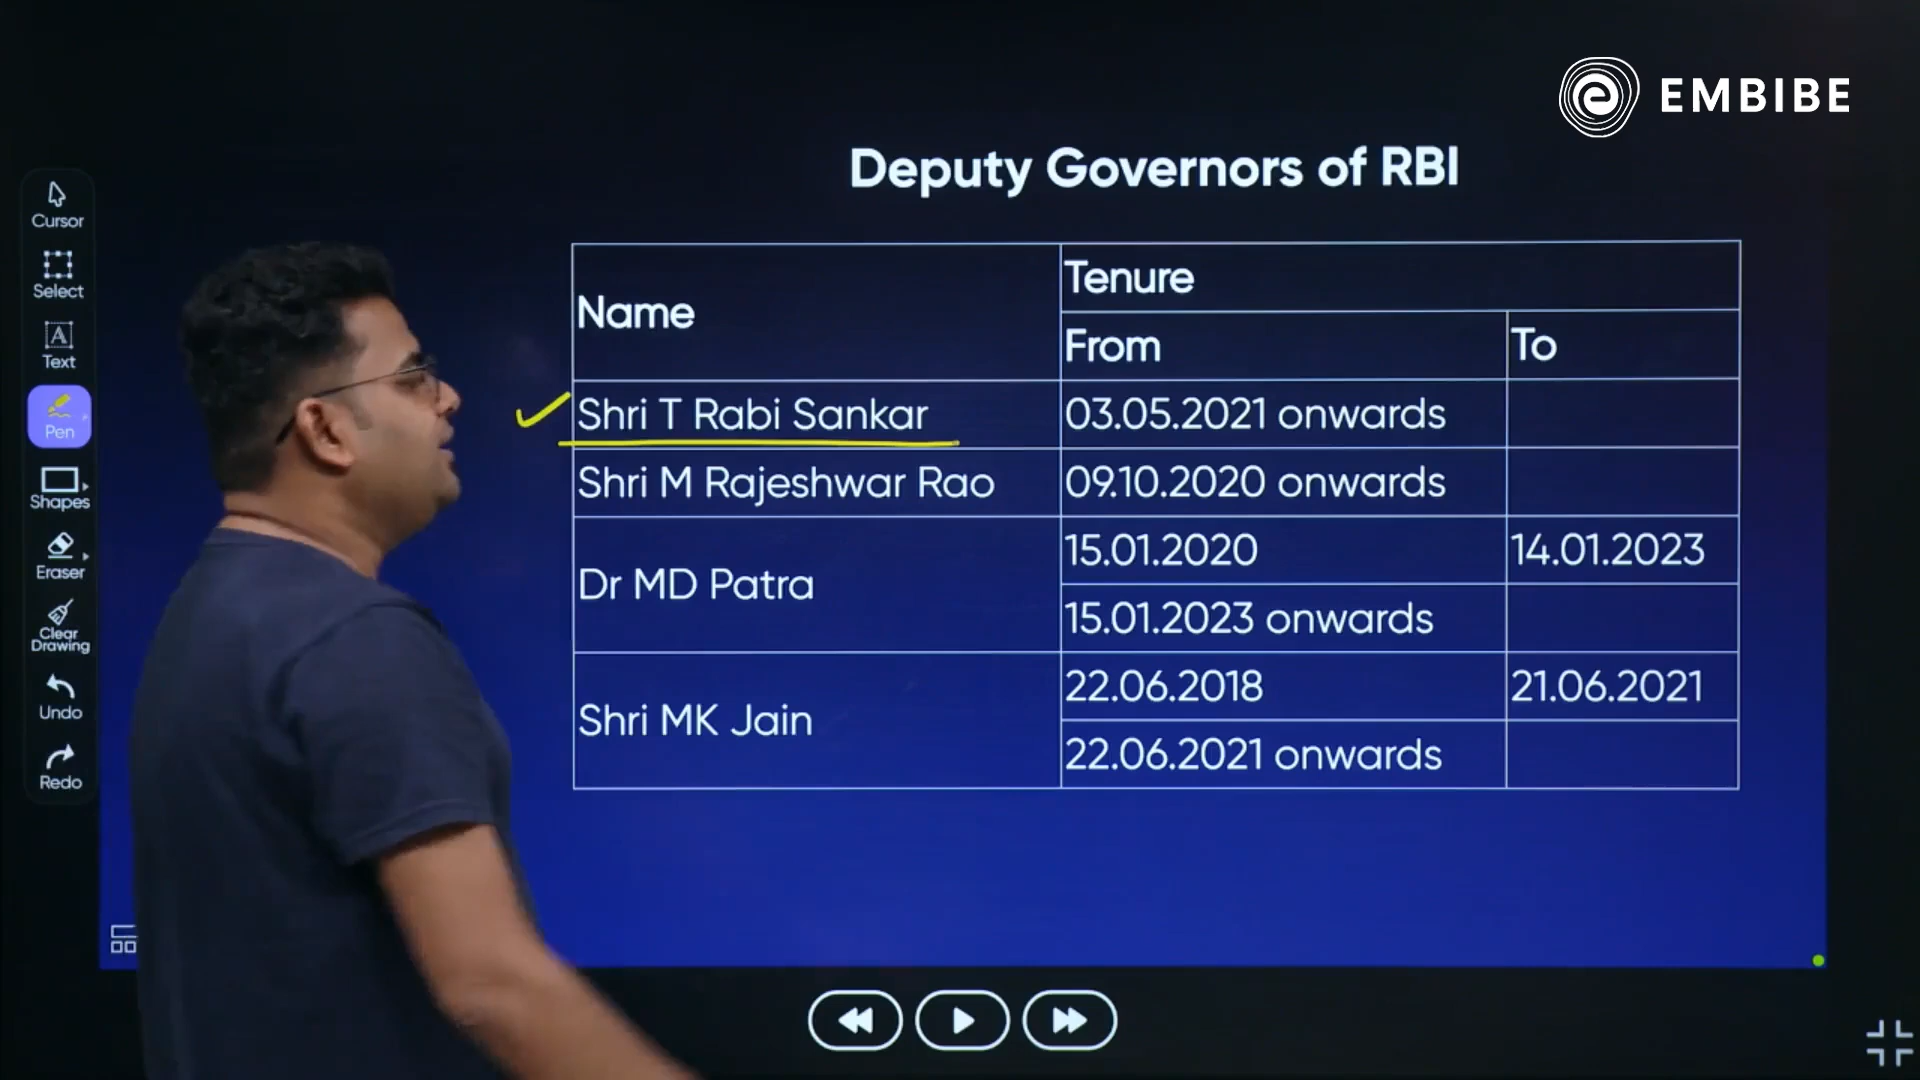 EMBIBE
Deputy Governors of RBI
Cursor
Select
A
Text
Pen
Shapes
Eraser
Clear
Drawing
Undo
Redo
Name
Tenure
From
To
Shri T Rabi Sankar
03.05.2021 onwards
Shri M Rajeshwar Rao
09.10.2020 onwards
Dr MD Patra
15.01.2020
14.01.2023
15.01.2023 onwards
Shri MK Jain
22.06.2018
21.06.2021
22.06.2021 onwards